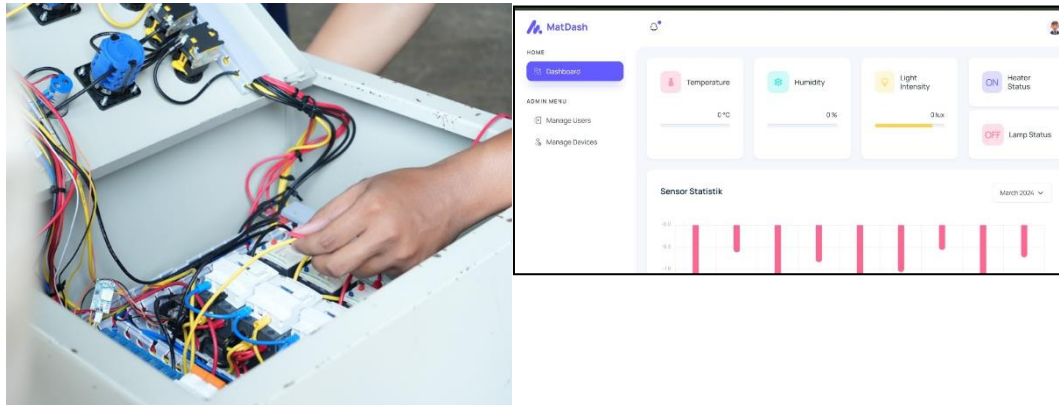 MatDash
HOME
Dashboard
ADMIN MENU
Manage Users
Manage Devices
Temperature
0 °C
Humidity
0 %
Light
Intensity
0 lux
ON
Heater
Status
OFF
Lamp Status
Sensor Statistik
March 2024